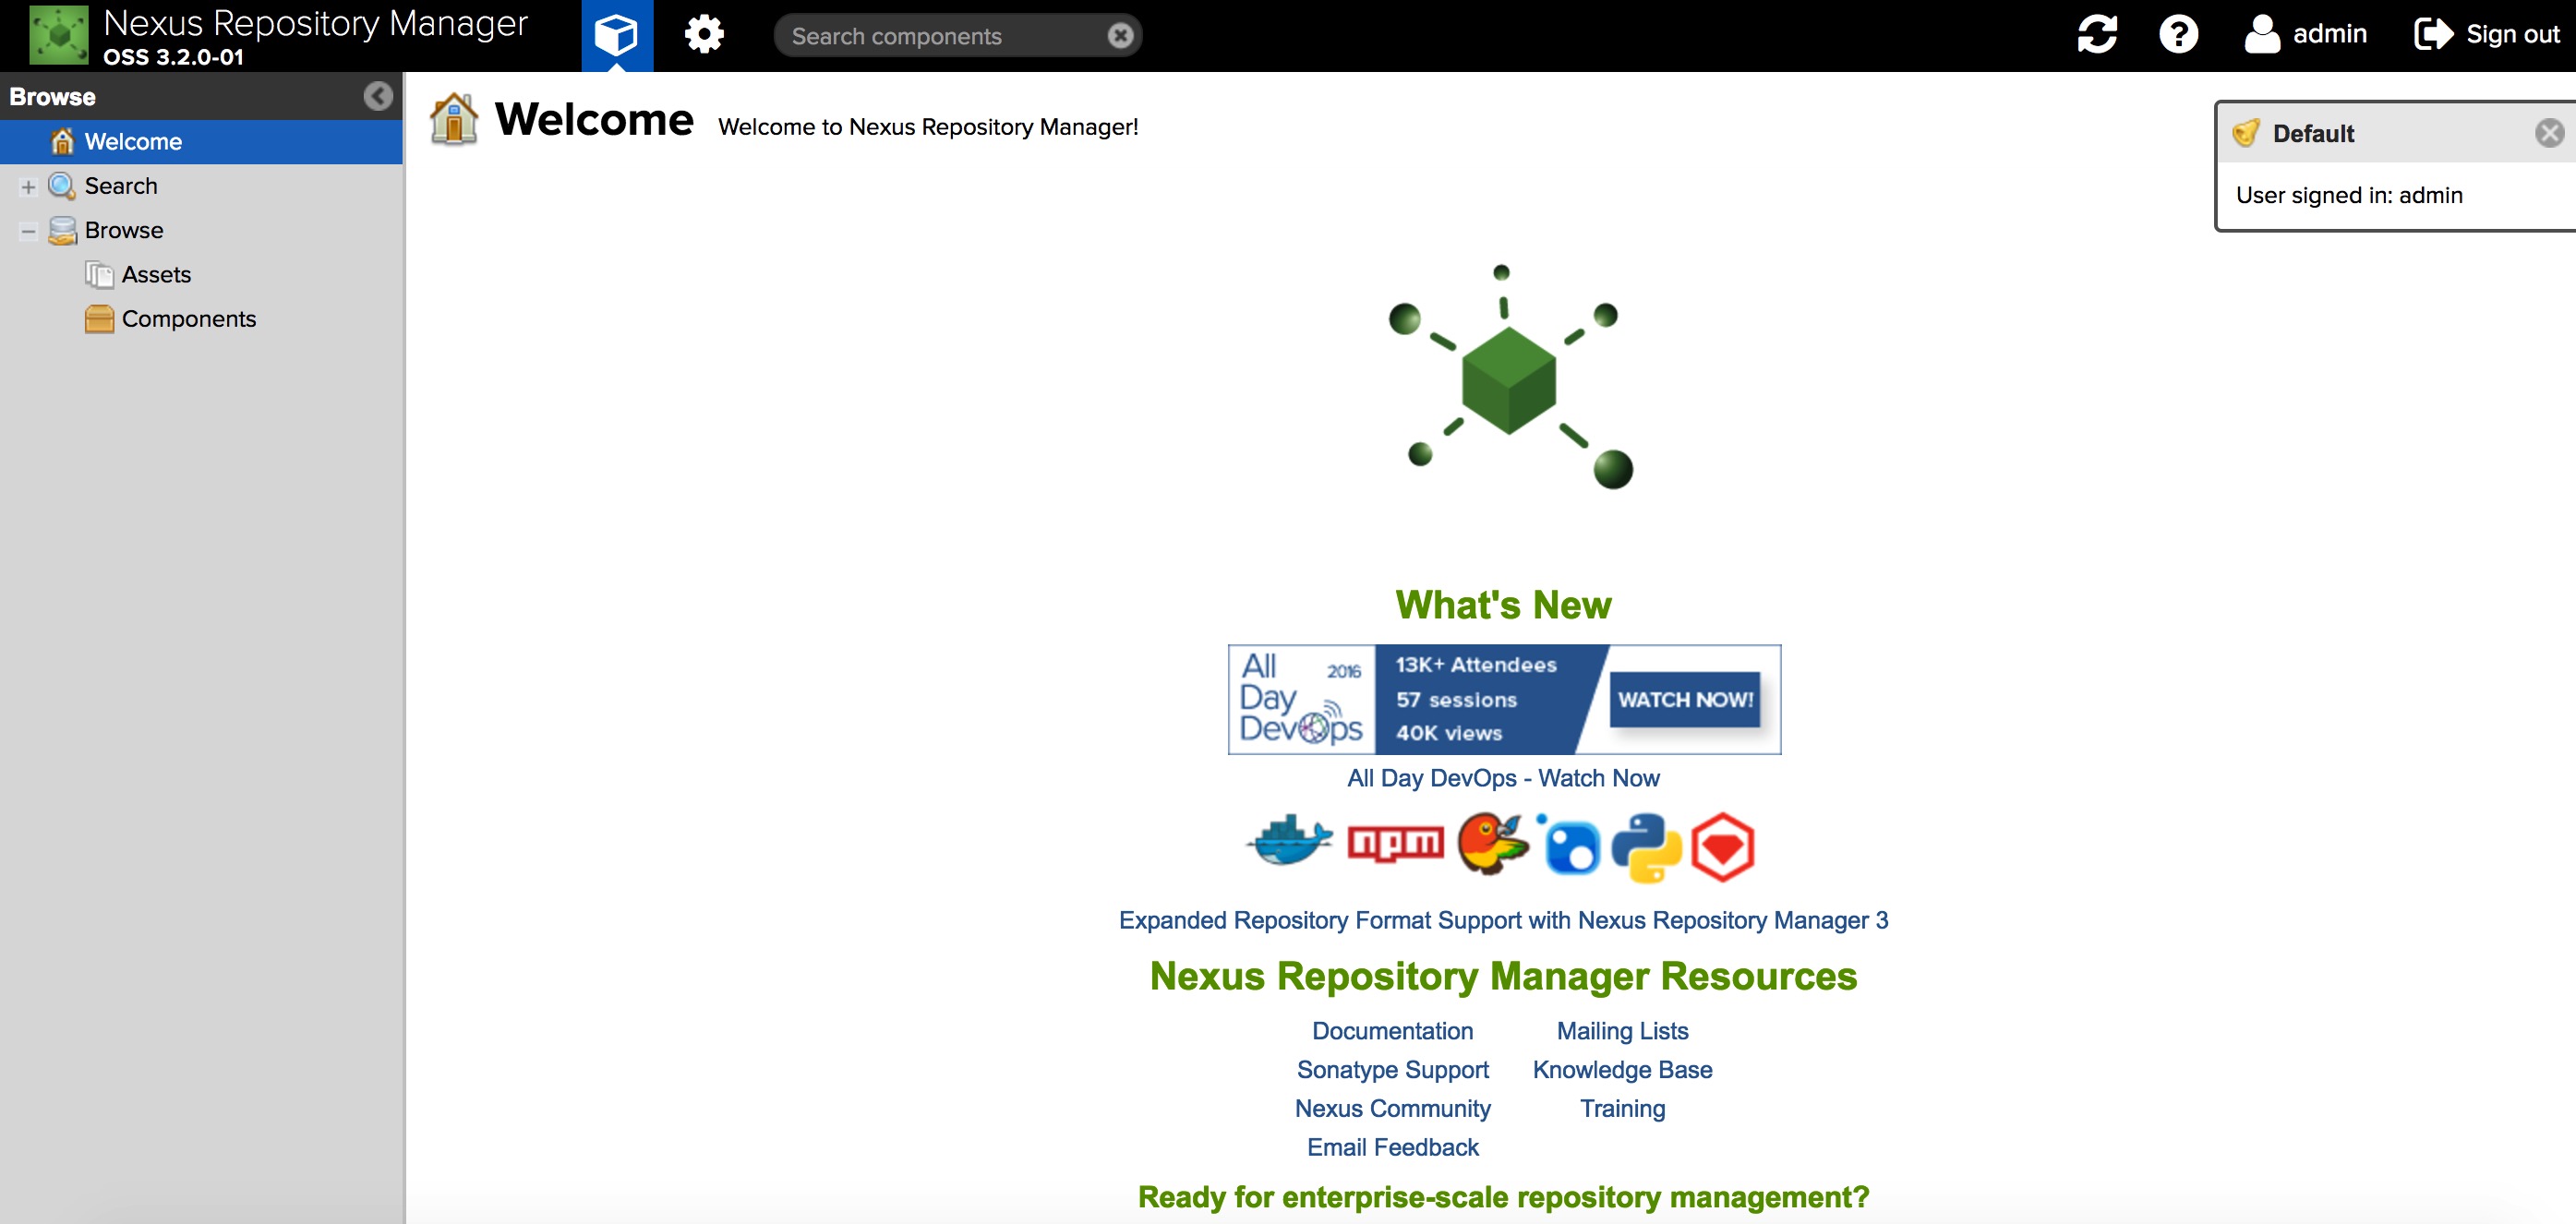 Nexus Repository Manager
OSS 3.2.0-01
Search components
admin
Sign out
Browse
Welcome
Search
Browse
Assets
Components
Welcome
Welcome to Nexus Repository Manager!
Default
User signed in: admin
What's New
All
Day
DevOps
2016
13K+ Attendees
57 sessions
40K views
WATCH NOW!
All Day DevOps - Watch Now
npm
Expanded Repository Format Support with Nexus Repository Manager 3
Nexus Repository Manager Resources
Documentation
Mailing Lists
Sonatype Support
Knowledge Base
Nexus Community
Training
Email Feedback
Ready for enterprise-scale repository management?